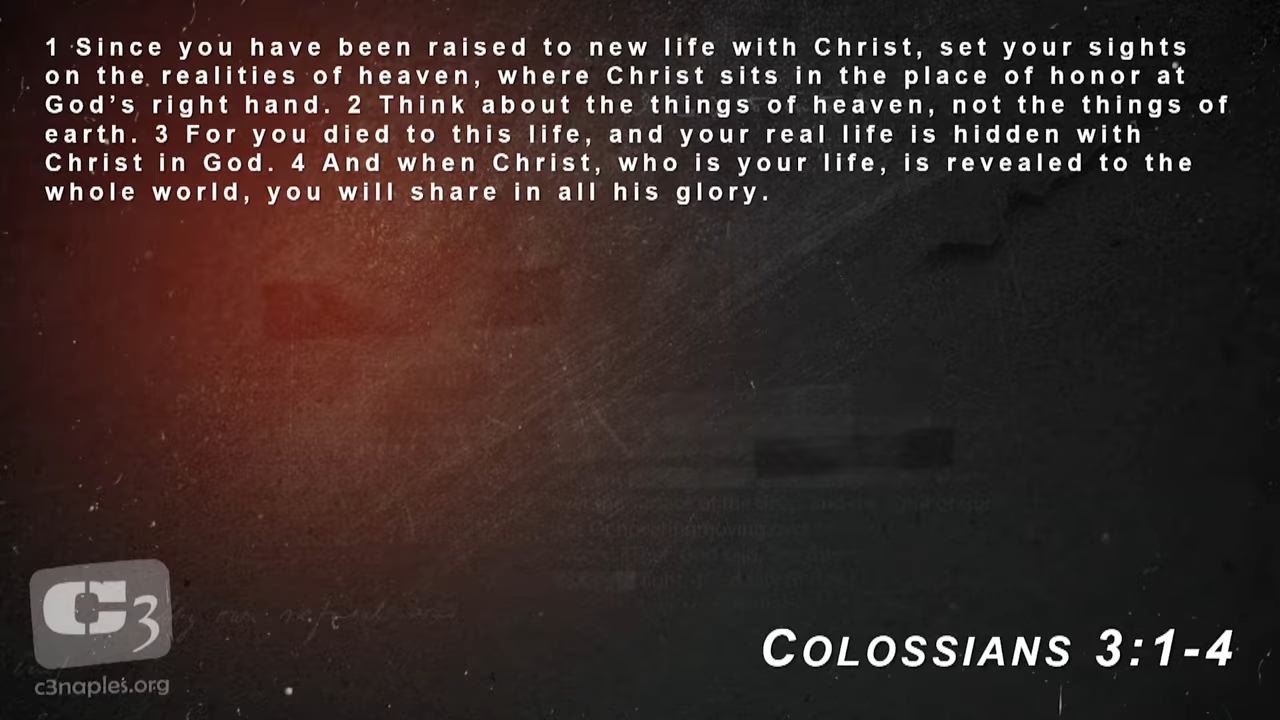 1 Since you have been raised to new life with Christ, set your sights
on the realities of heaven, where Christ sits in the place of honor at
God’s right hand. 2 Think about the things of heaven, not the things of
earth. 3 For you died to this life, and your real life is hidden with
Christ in God. 4 And when Christ, who is your life, is revealed to the
whole world, you will share in all his glory.
C3
c3naples.org
COLOSSIANS 3:1-4